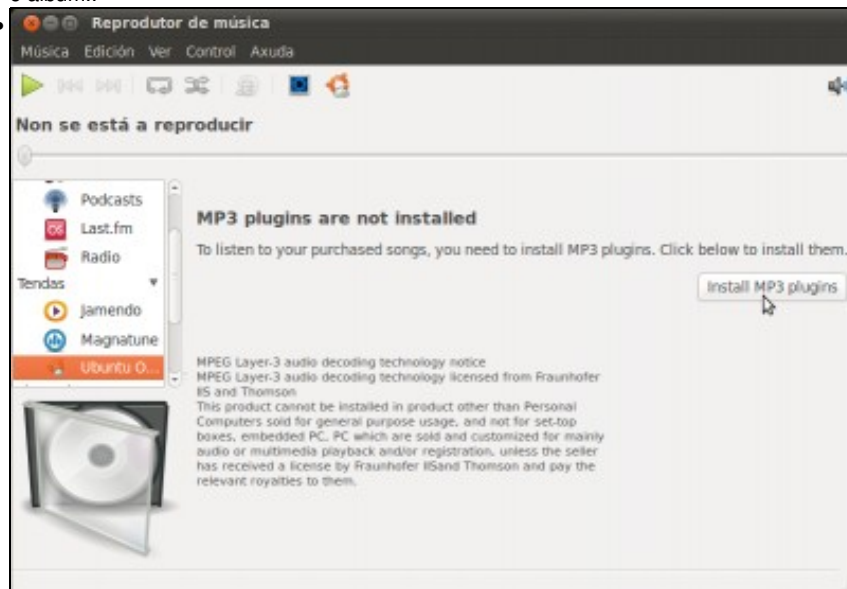 Reprodutor de música
Música Edición Ver Control Axuda
Non se está a reproducir
Podcasts
Last.fm
Radio
Tendas
Jamendo
Magnatune
Ubuntu O...
MP3 plugins are not installed
To listen to your purchased songs, you need to install MP3 plugins. Click below to install them.
Install MP3 plugins
MPEG Layer-3 audio decoding technology notice
MPEG Layer-3 audio decoding technology licensed from Fraunhofer
IIS and Thomson
This product cannot be installed in product other than Personal
Computers sold for general purpose usage, and not for set-top
boxes, embedded PC, PC which are sold and customized for mainly
audio or multimedia playback and/or registration, unless the seller
has received a license by Fraunhofer IISand Thomson and pay the
relevant royalties to them.